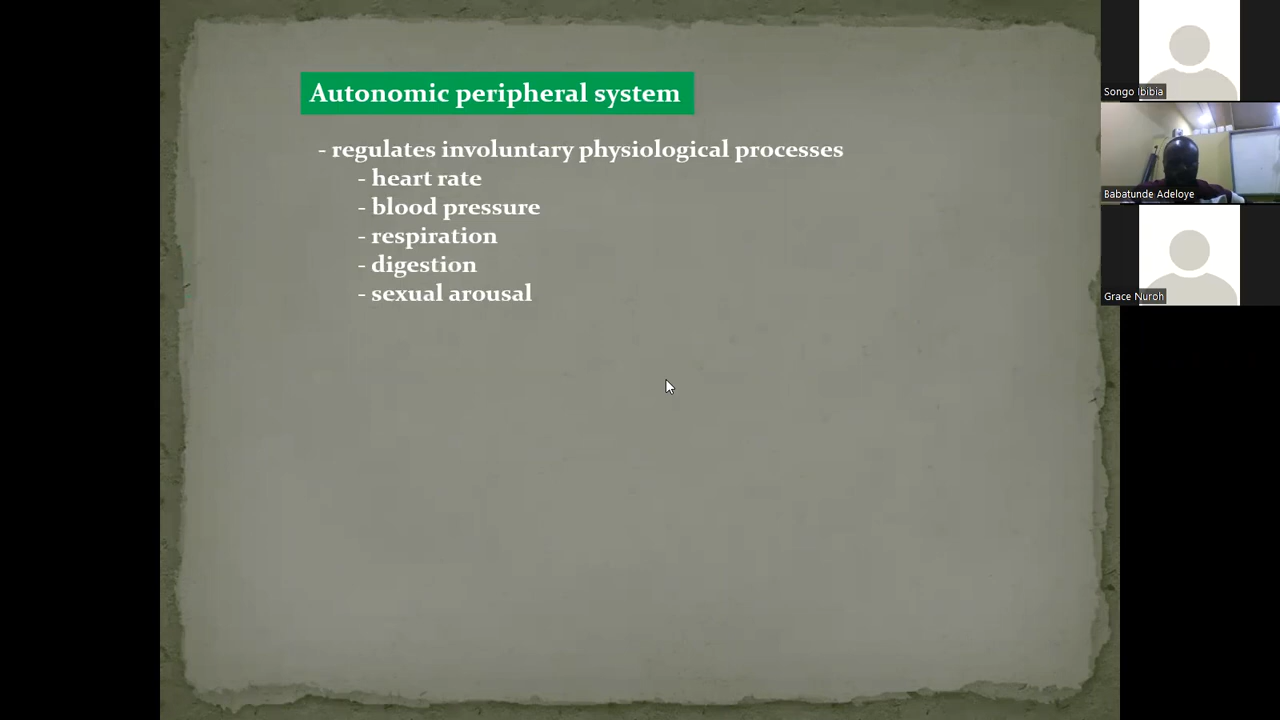 Autonomic peripheral system
- regulates involuntary physiological processes
- heart rate
- blood pressure
- respiration
- digestion
- sexual arousal
Songo Ibibia
Babatunde Adeloye
Grace Nuroh